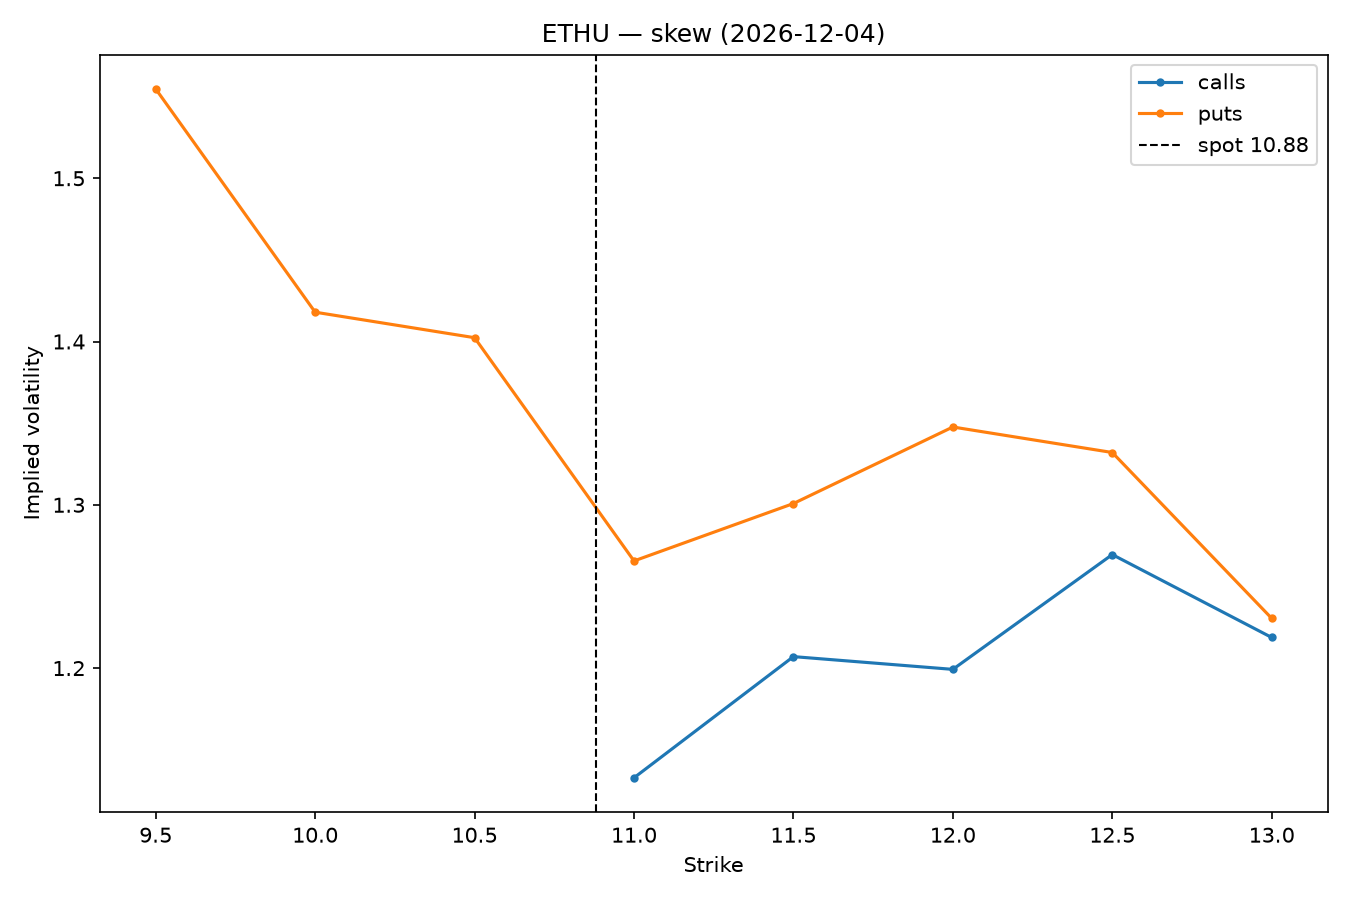 ETHU — skew (2026-12-04)
calls
puts
spot 10.88
Implied volatility
1.5
1.4
1.3
1.2
9.5 10.0 10.5 11.0 11.5 12.0 12.5 13.0
Strike